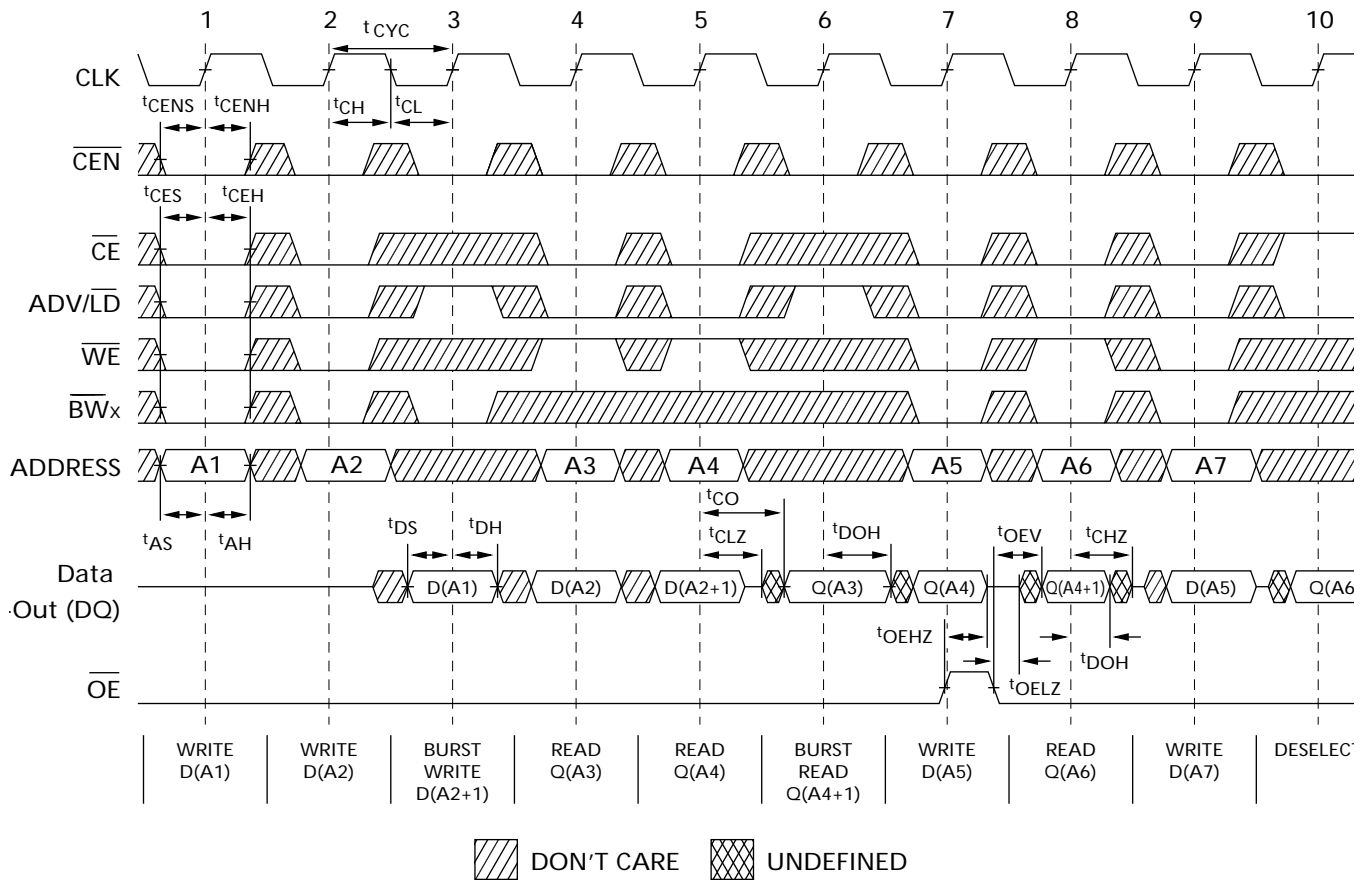 1 2 3 4 5 6 7 8 9 10
tCYC
CLK
tCENS tCENH tCH tCL
CEN
tCES tCEH
CE
ADV/LD
WE
BWx
ADDRESS A1 A2 A3 A4 A5 A6 A7
tCO
tAS tAH tDS tDH tCLZ tDOH tOEV tCHZ
Data
-Out (DQ) D(A1) D(A2) D(A2+1) Q(A3) Q(A4) Q(A4+1) D(A5) Q(A6
tOEHZ tDOH
tOELZ
OE
WRITE
D(A1)
WRITE
D(A2)
BURST
WRITE
D(A2+1)
READ
Q(A3)
READ
Q(A4)
BURST
READ
Q(A4+1)
WRITE
D(A5)
READ
Q(A6)
WRITE
D(A7)
DESELECT
DON'T CARE UNDEFINED